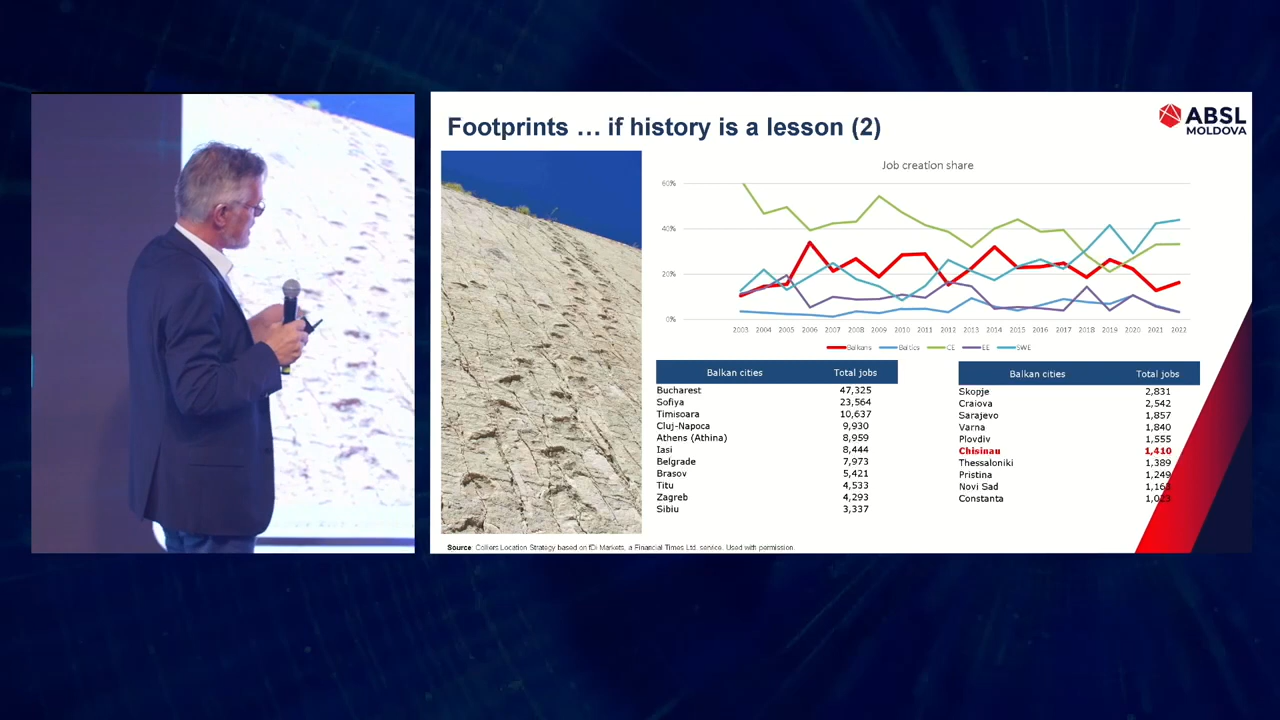 Footprints … if history is a lesson (2)
ABSL
MOLDOVA
Job creation share
60%
40%
20%
0%
2003 2004 2005 2006 2007 2008 2009 2010 2011 2012 2013 2014 2015 2016 2017 2018 2019 2020 2021 2022
Balkans Baltics CE EE SWE
Balkan cities Total jobs
Bucharest 47,325
Sofiya 23,564
Timisoara 10,637
Cluj-Napoca 9,930
Athens (Athina) 8,959
Iasi 8,444
Belgrade 7,973
Brasov 5,421
Titu 4,533
Zagreb 4,293
Sibiu 3,337
Balkan cities Total jobs
Skopje 2,831
Craiova 2,542
Sarajevo 1,857
Varna 1,840
Plovdiv 1,555
Chisinau 1,410
Thessaloniki 1,389
Pristina 1,249
Novi Sad
Constanta
Source: Colliers Location Strategy based on fDi Markets, a Financial Times Ltd. service. Used with permission.